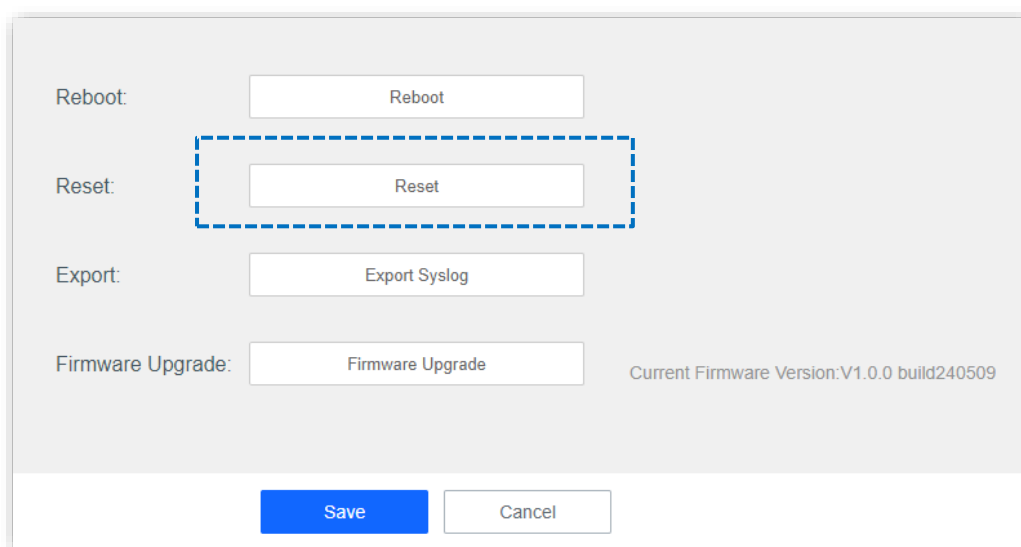 Reboot: Reboot
Reset: Reset
Export: Export Syslog
Firmware Upgrade: Firmware Upgrade Current Firmware Version:V1.0.0 build240509
Save Cancel